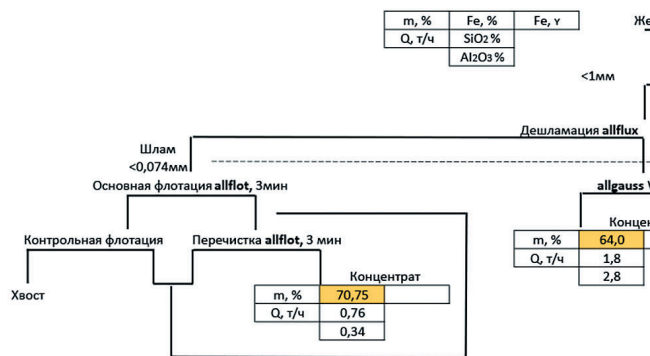 m, % Fe, % Fe, γ
Q, т/ч SiO2 %
Al2O3 %
<1мм
Дешламация allflux
Шлам
<0,074мм
Основная флотация allflot, 3мин
allgauss
Контрольная флотация
Перечистка allflot, 3 мин
m, % 64,0
Q, т/ч 1,8
2,8
Хвост
Концентрат
m, % 70,75
Q, т/ч 0,76
0,34